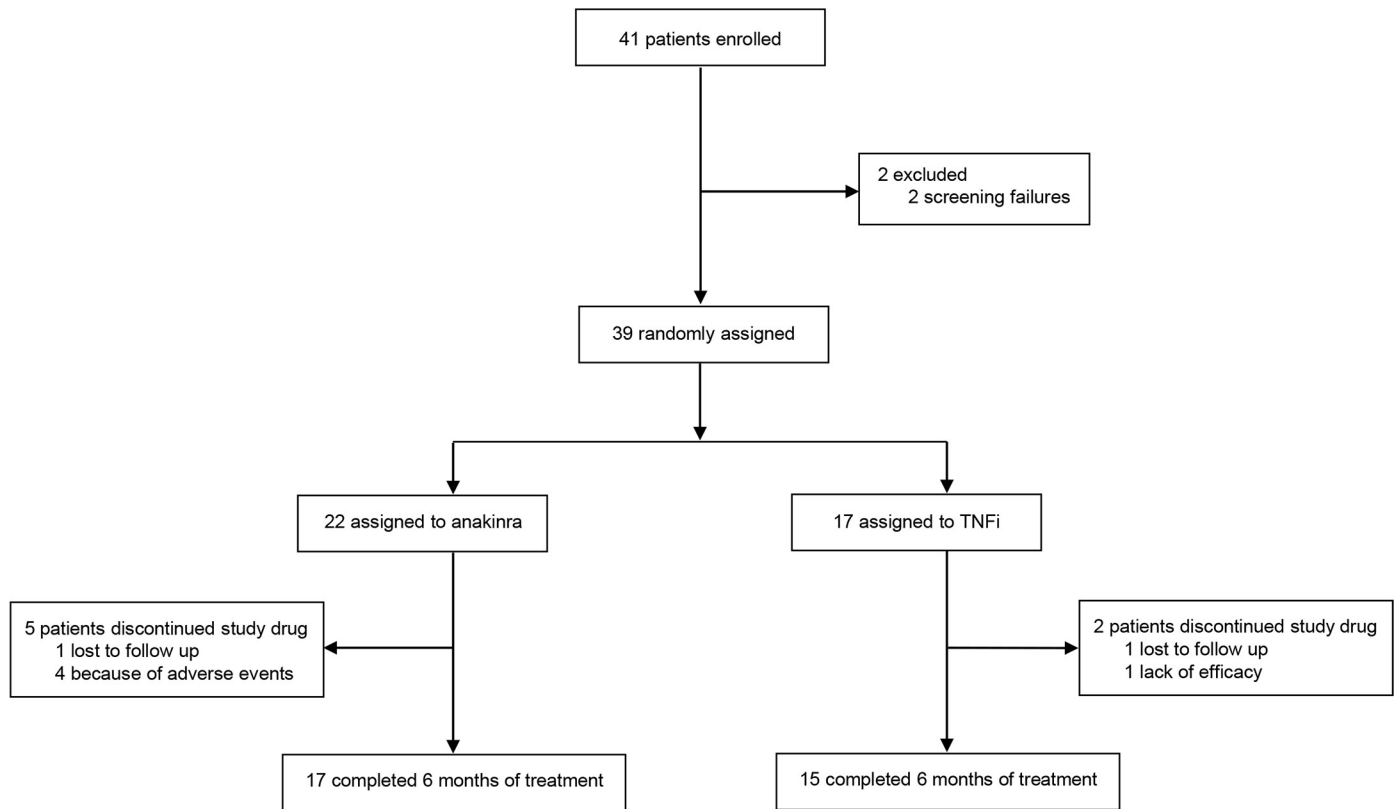 41 patients enrolled
2 excluded
2 screening failures
39 randomly assigned
22 assigned to anakinra
17 assigned to TNFi
5 patients discontinued study drug
1 lost to follow up
4 because of adverse events
2 patients discontinued study drug
1 lost to follow up
1 lack of efficacy
17 completed 6 months of treatment
15 completed 6 months of treatment